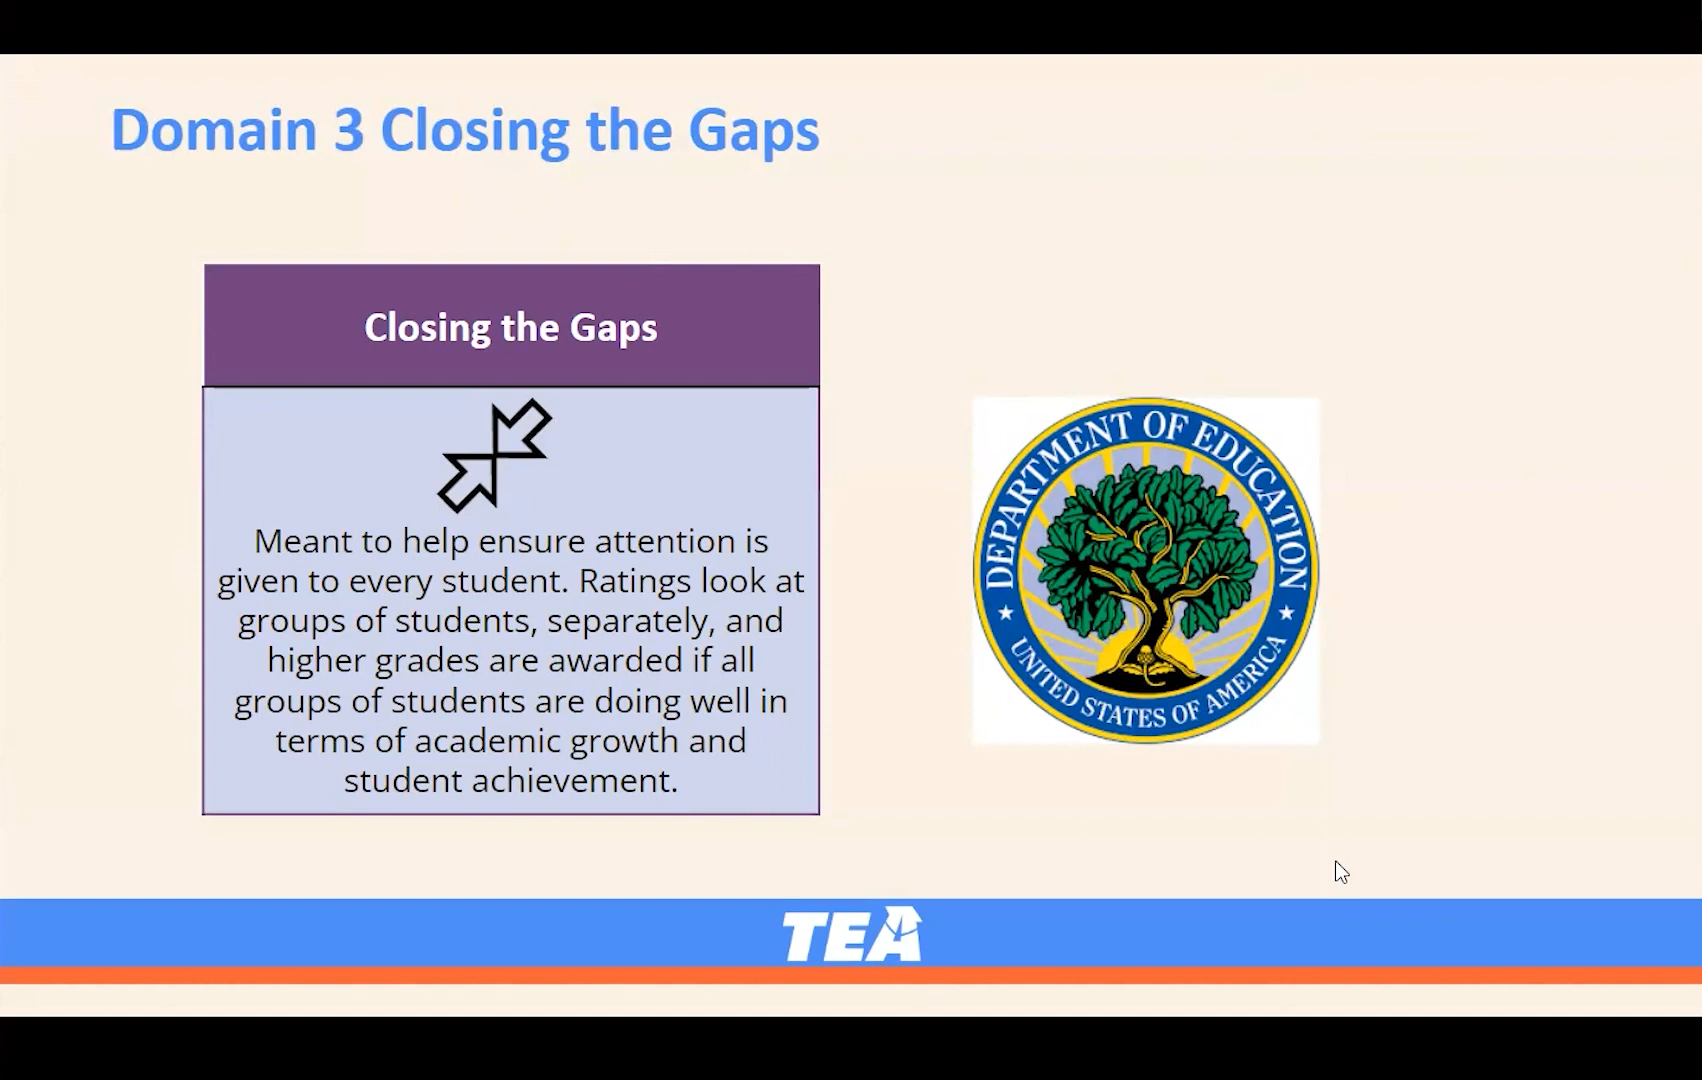 Domain 3 Closing the Gaps
Closing the Gaps
Meant to help ensure attention is
given to every student. Ratings look at
groups of students, separately, and
higher grades are awarded if all
groups of students are doing well in
terms of academic growth and
student achievement.
DEPARTMENT OF EDUCATION
UNITED STATES OF AMERICA
TEA